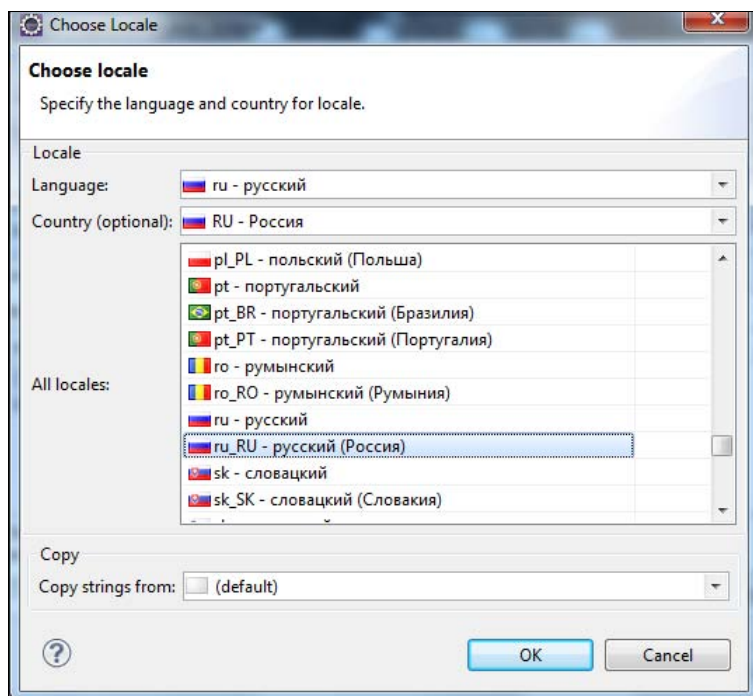 Choose Locale
Choose locale
Specify the language and country for locale.
Locale
Language: ru - русский
Country (optional): RU - Россия
pl_PL - польский (Польша)
pt - португальский
pt_BR - португальский (Бразилия)
pt_PT - португальский (Португалия)
ro - румынский
ro_RO - румынский (Румыния)
All locales:
ru - русский
ru_RU - русский (Россия)
sk - словацкий
sk_SK - словацкий (Словакия)
Copy
Copy strings from: (default)
?
OK Cancel